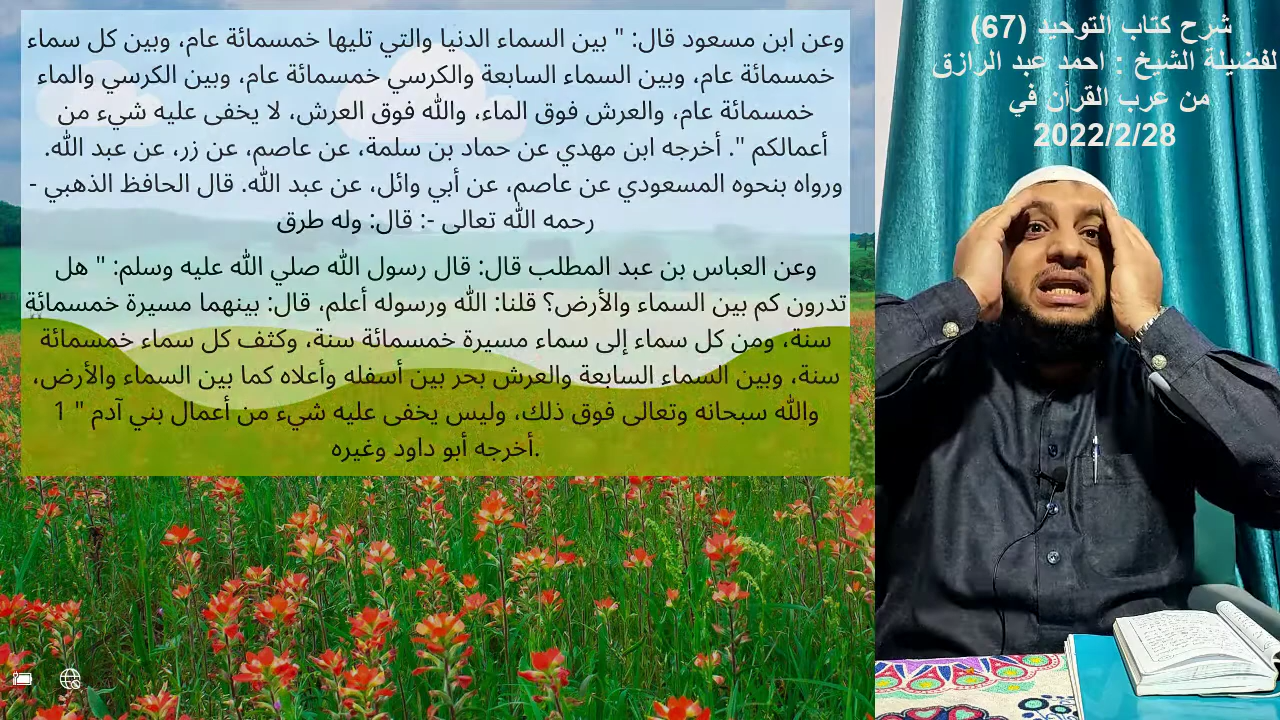 وعن ابن مسعود قال: " بين السماء الدنيا والتي تليها خمسمائة عام، وبين كل سماء
خمسمائة عام، وبين السماء السابعة والكرسي خمسمائة عام، وبين الكرسي والماء
خمسمائة عام، والعرش فوق الماء، والله فوق العرش، لا يخفى عليه شيء من
أعمالكم ". أخرجه ابن مهدي عن حماد بن سلمة، عن عاصم، عن زر، عن عبد الله.
ورواه بنحوه المسعودي عن عاصم، عن أبي وائل، عن عبد الله. قال الحافظ الذهبي -
رحمه الله تعالى -: قال: وله طرق
وعن العباس بن عبد المطلب قال: قال رسول الله صلي الله عليه وسلم: " هل
تدرون كم بين السماء والأرض؟ قلنا: الله ورسوله أعلم، قال: بينهما مسيرة خمسمائة
سنة، ومن كل سماء إلى سماء مسيرة خمسمائة سنة، وكثف كل سماء خمسمائة
سنة، وبين السماء السابعة والعرش بحر بين أسفله وأعلاه كما بين السماء والأرض،
والله سبحانه وتعالى فوق ذلك، وليس يخفى عليه شيء من أعمال بني آدم " 1
.أخرجه أبو داود وغيره
شرح كتاب التوحيد (67)
لفضيلة الشيخ : احمد عبد الرازق
من عرب القرآن في
2022/2/28